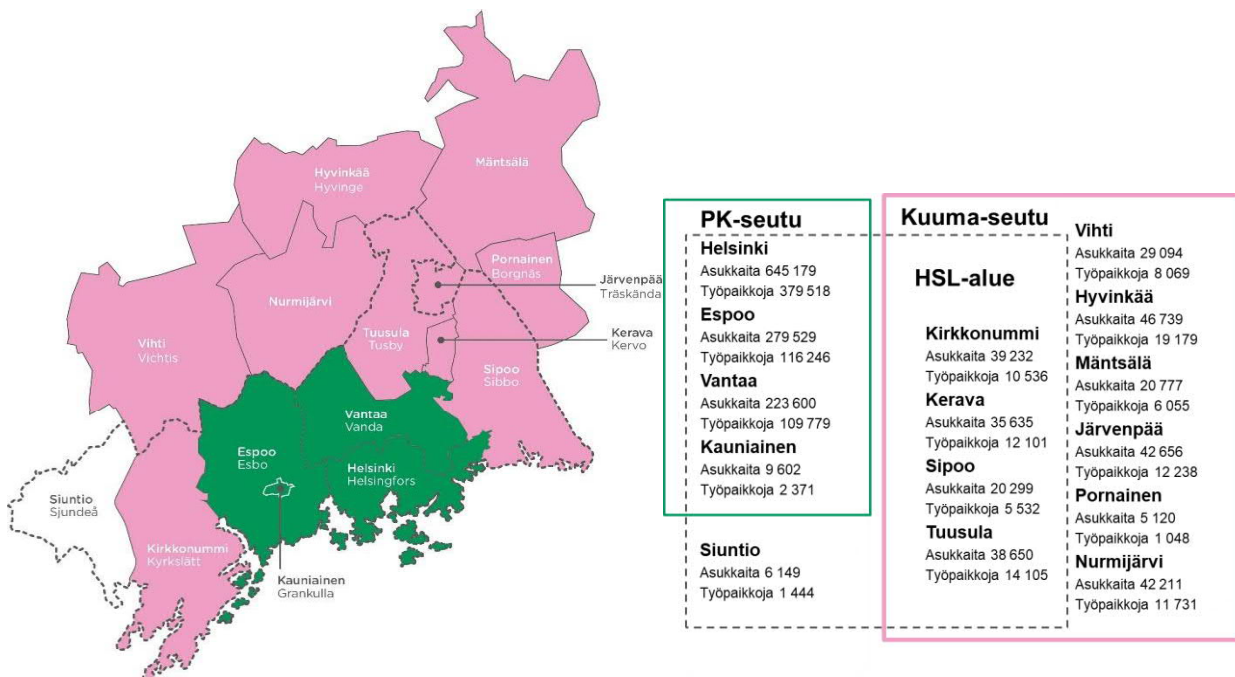 Mäntsälä
Hyvinkää
Hyvinge
Pornainen
Borgnäs
Järvenpää
Träskända
Nurmijärvi
Tuusula
Tusby
Kerava
Kervo
Vihti
Vichtis
Sipoo
Sibbo
Vantaa
Vanda
Espoo
Esbo
Helsinki
Helsingfors
Siuntio
Sjundeå
Kirkkonummi
Kyrkslätt
Kauniainen
Grankulla
PK-seutu
Helsinki
Asukkaita 645 179
Työpaikkoja 379 518
Espoo
Asukkaita 279 529
Työpaikkoja 116 246
Vantaa
Asukkaita 223 600
Työpaikkoja 109 779
Kauniainen
Asukkaita 9 602
Työpaikkoja 2 371
Siuntio
Asukkaita 6 149
Työpaikkoja 1 444
Kuuma-seutu
HSL-alue
Kirkkonummi
Asukkaita 39 232
Työpaikkoja 10 536
Kerava
Asukkaita 35 635
Työpaikkoja 12 101
Sipoo
Asukkaita 20 299
Työpaikkoja 5 532
Tuusula
Asukkaita 38 650
Työpaikkoja 14 105
Vihti
Asukkaita 29 094
Työpaikkoja 8 069
Hyvinkää
Asukkaita 46 739
Työpaikkoja 19 179
Mäntsälä
Asukkaita 20 777
Työpaikkoja 6 055
Järvenpää
Asukkaita 42 656
Työpaikkoja 12 238
Pornainen
Asukkaita 5 120
Työpaikkoja 1 048
Nurmijärvi
Asukkaita 42 211
Työpaikkoja 11 731